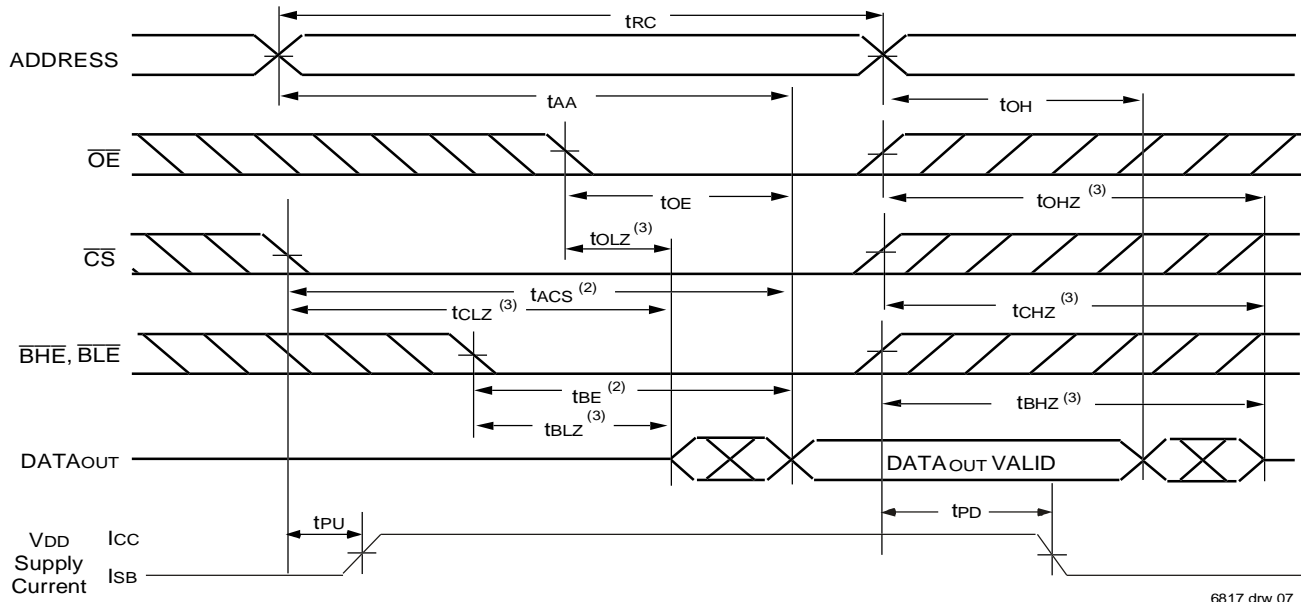 tRC
ADDRESS
tAA
tOH
OE
tOE
tOHZ (3)
tOLZ (3)
CS
tACS (2)
tCLZ (3)
tCHZ (3)
BHE, BLE
tBE (2)
tBHZ (3)
tBLZ (3)
DATAOUT
DATAOUT VALID
tPU
tPD
VDD ICC
Supply
Current ISB
6817 drw 07